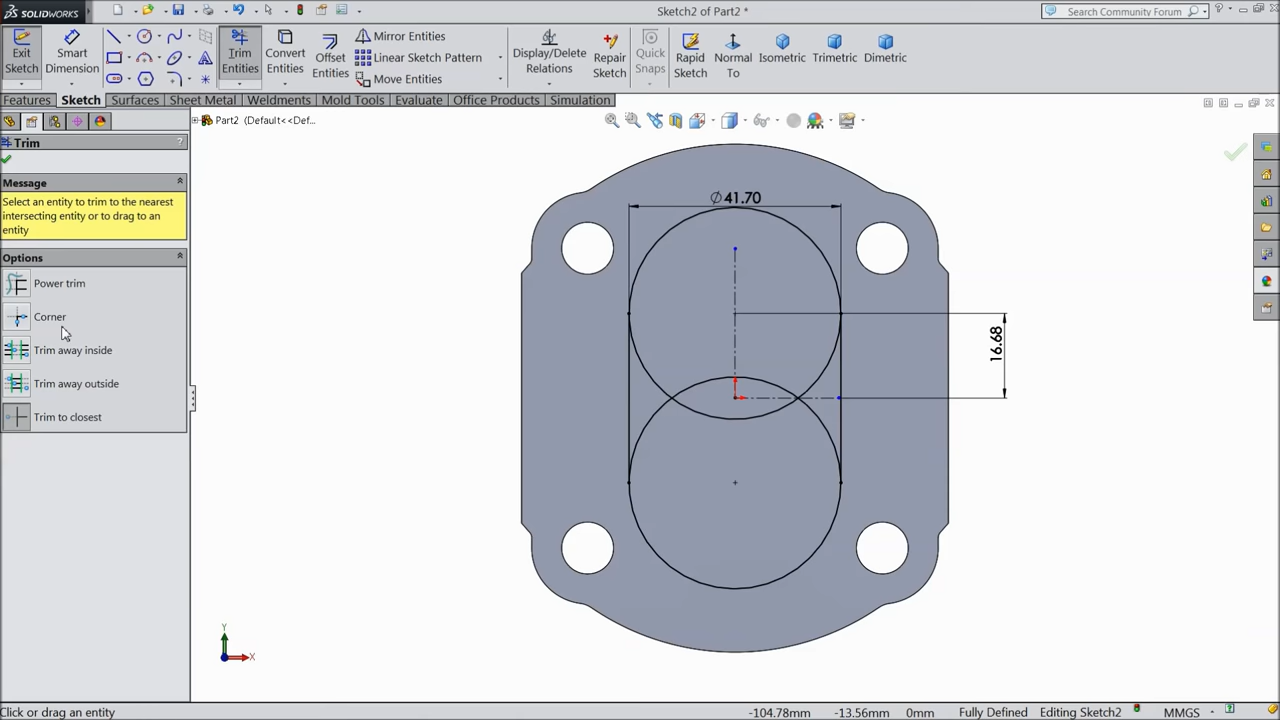 SOLIDWORKS
Sketch2 of Part2 *
Search Community Forum
Exit Sketch
Smart Dimension
Trim Entities
Convert Entities
Offset Entities
Mirror Entities
Linear Sketch Pattern
Move Entities
Display/Delete Relations
Repair Sketch
Quick Snaps
Rapid Sketch
Normal To
Isometric
Trimetric
Dimetric
Features
Sketch
Surfaces
Sheet Metal
Weldments
Mold Tools
Evaluate
Office Products
Simulation
Part2 (Default<<Def...
Trim
?
Message
Select an entity to trim to the nearest
intersecting entity or to drag to an
entity
Options
Power trim
Corner
Trim away inside
Trim away outside
Trim to closest
Ø41.70
16.68
Y
X
Click or drag an entity
-104.78mm
-13.56mm
0mm
Fully Defined
Editing Sketch2
MMGS